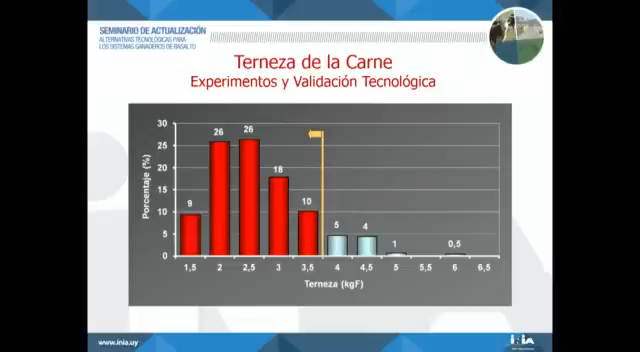 SEMINARIO DE ACTUALIZACIÓN
ALTERNATIVAS TECNOLÓGICAS PARA
LOS SISTEMAS GANADEROS DE BASALTO
Terneza de la Carne
Experimentos y Validación Tecnológica
Porcentaje (%)
30
25
20
15
10
5
0
9
26
26
18
10
5
4
1
0,5
1,5 2 2,5 3 3,5 4 4,5 5 5,5 6 6,5
Terneza (kgF)
www.inia.uy
inia